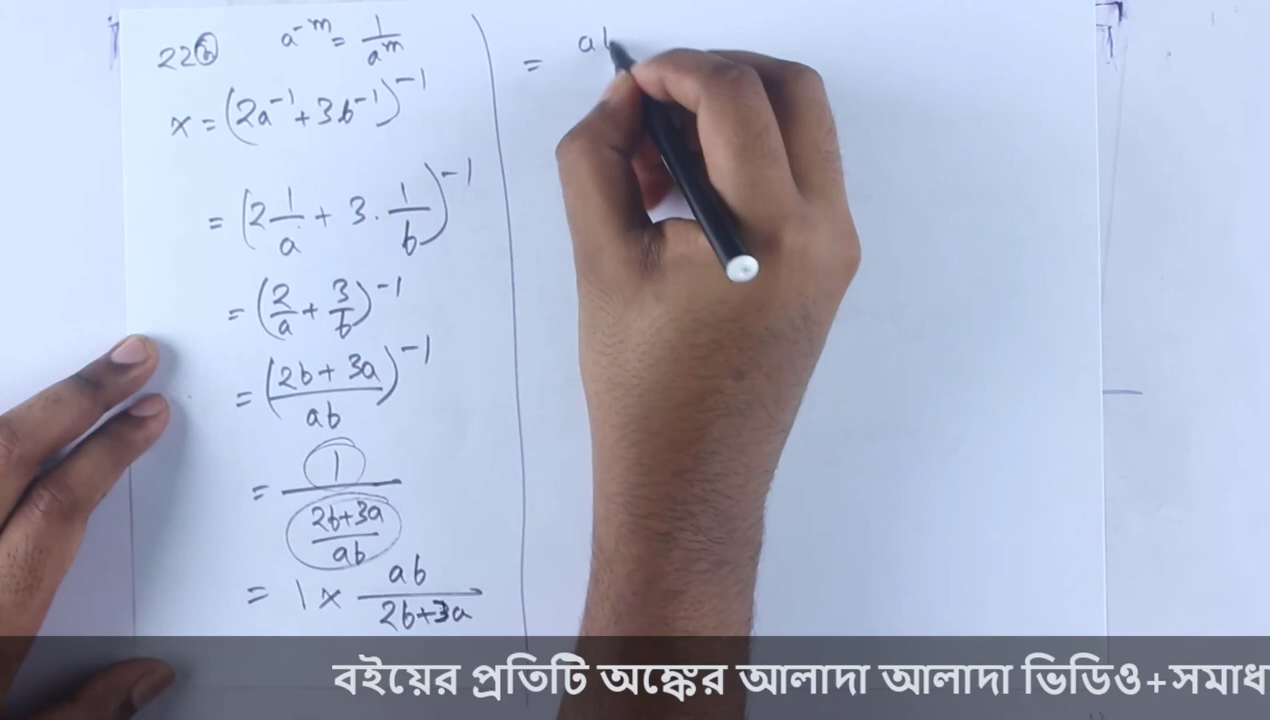 22(b) a⁻ᵐ = 1/aᵐ
x = (2a⁻¹ + 3b⁻¹)⁻¹
= (2 1/a + 3 . 1/b)⁻¹
= (2/a + 3/b)⁻¹
= ((2b + 3a)/ab)⁻¹
= 1/((2b+3a)/ab)
= 1 × ab/(2b+3a)
= ab
বইয়ের প্রতিটি অঙ্কের আলাদা আলাদা ভিডিও+সমাধ